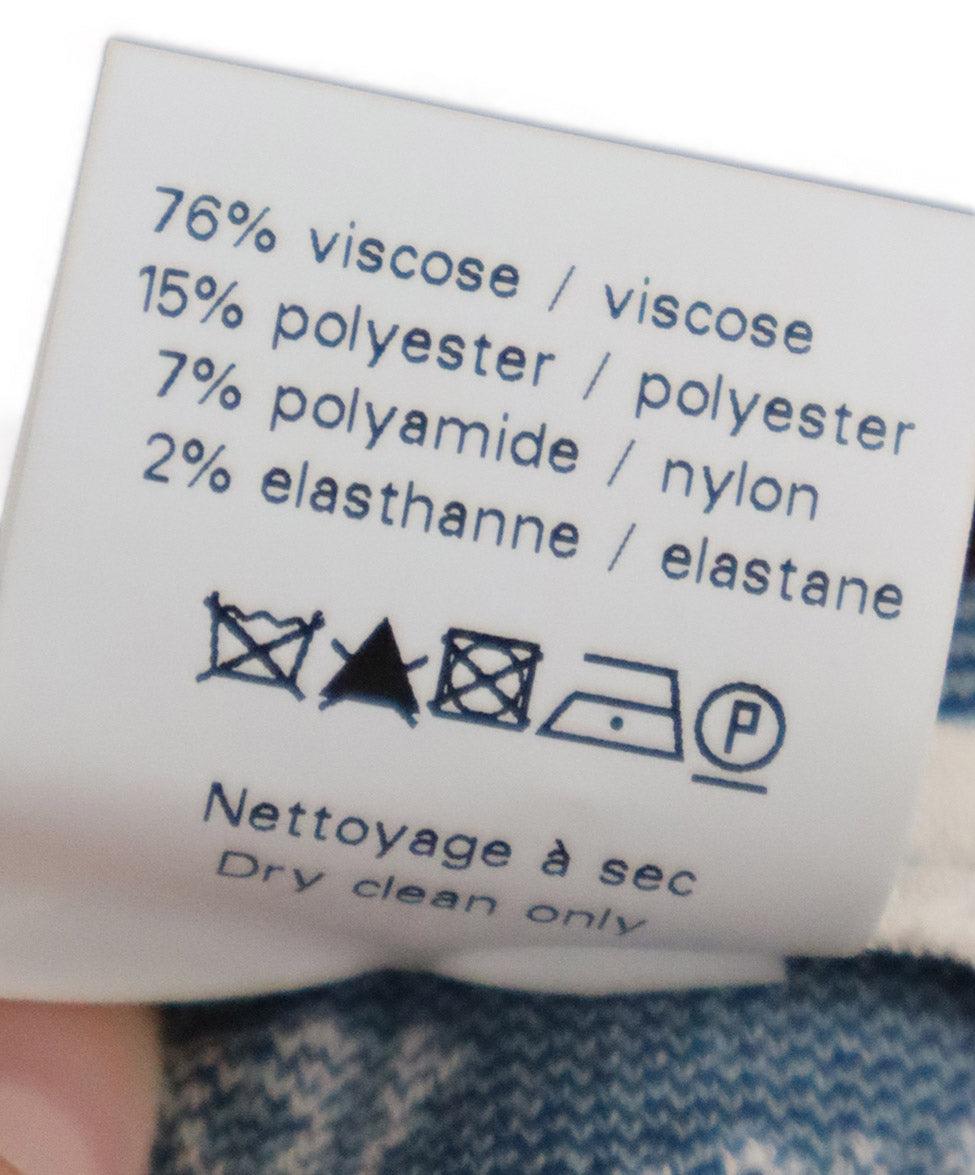 76% viscose / viscose
15% polyester / polyester
7% polyamide / nylon
2% elasthanne / elastane
P
Nettoyage à sec
Dry clean only